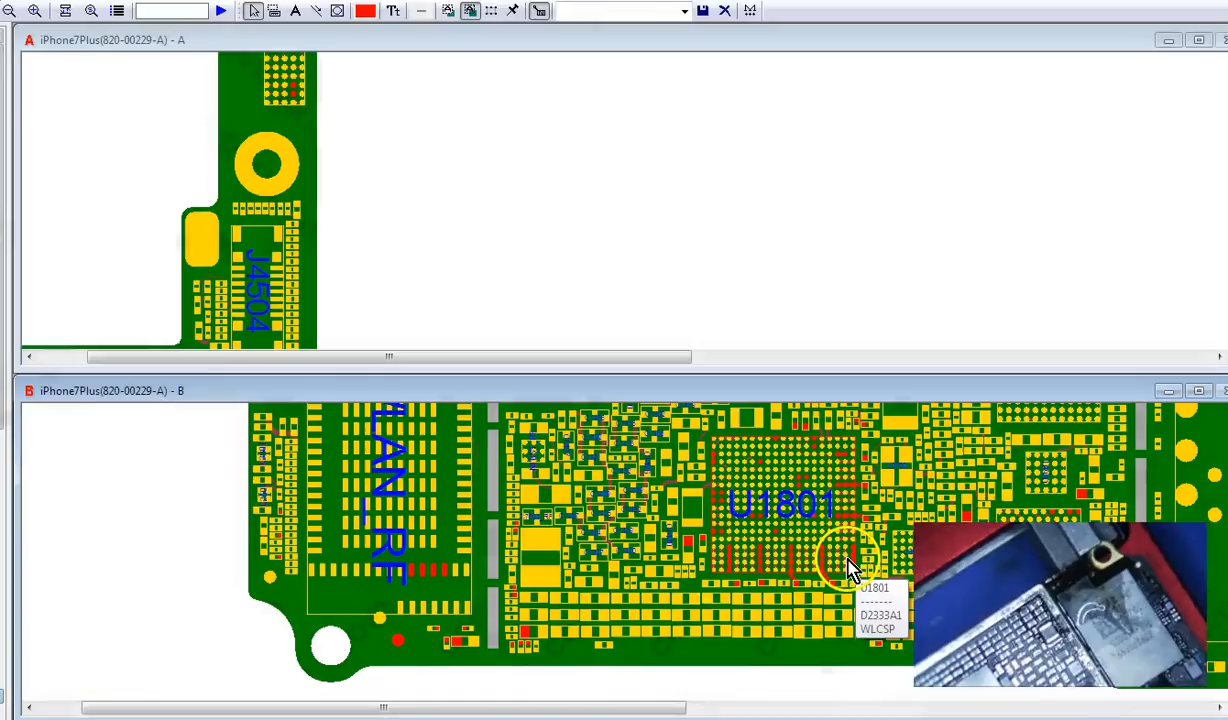 A iPhone7Plus(820-00229-A) - A
J4504
B iPhone7Plus(820-00229-A) - B
WLAN_RF
U1801
U1801
-------
D2333A1
WLCSP